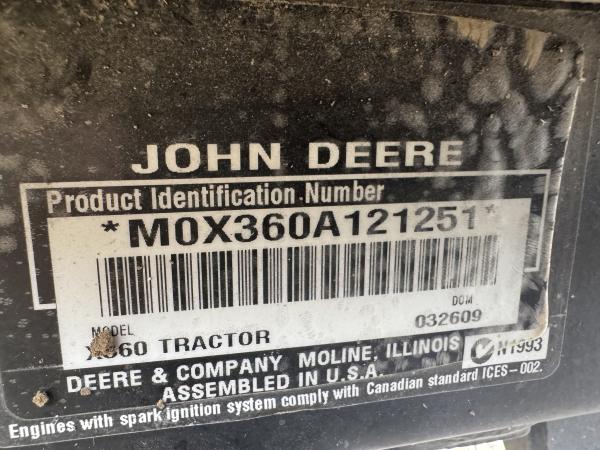 JOHN DEERE
Product Identification Number
*M0X360A121251*
MODEL
X360 TRACTOR
DOM
032609
DEERE & COMPANY MOLINE, ILLINOIS
ASSEMBLED IN U.S.A.
N1993
Engines with spark ignition system comply with Canadian standard ICES-002.